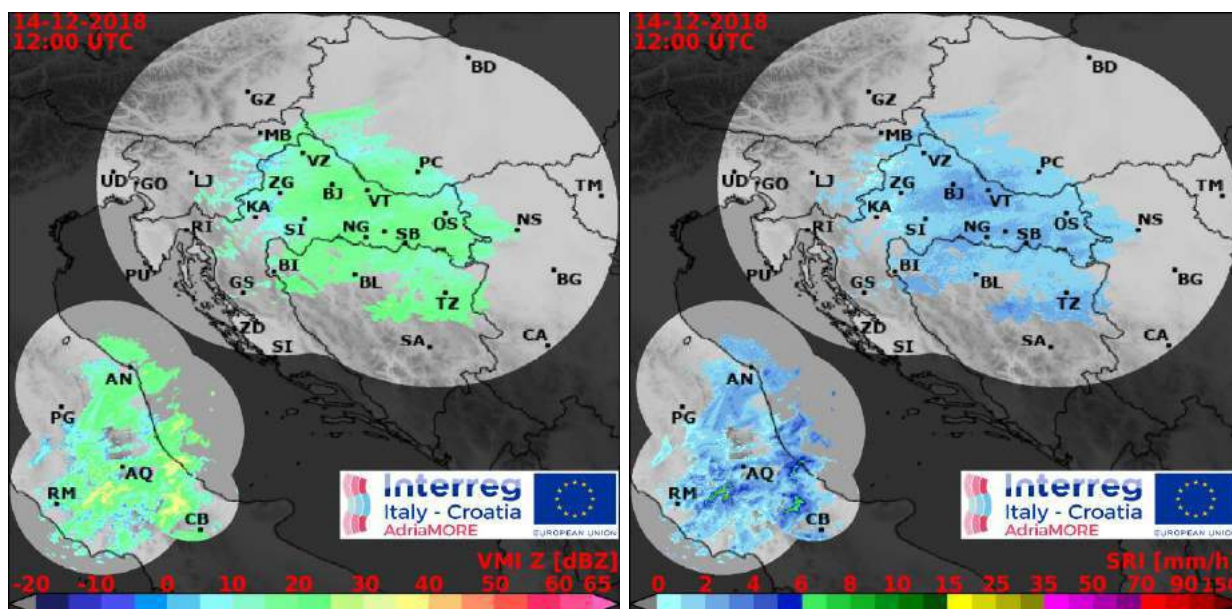 14-12-2018
12:00 UTC
BD
GZ
MB
VZ
PC
UD
GO
LJ
ZG
BJ
VT
TM
KA
RI
SI
NG
SB
OS
NS
PU
BI
BL
BG
GS
TZ
ZD
SI
SA
CA
AN
PG
AQ
RM
CB
Interreg
Italy - Croatia
AdriaMORE
EUROPEAN UNION
VMI Z [dBZ]
-20 -10 0 10 20 30 40 50 60 65
14-12-2018
12:00 UTC
BD
GZ
MB
VZ
PC
UD
GO
LJ
ZG
BJ
VT
TM
KA
RI
SI
NG
SB
OS
NS
PU
BI
BL
BG
GS
TZ
ZD
SI
SA
CA
AN
PG
AQ
RM
CB
Interreg
Italy - Croatia
AdriaMORE
EUROPEAN UNION
SRI [mm/h]
0 2 4 6 8 10 15 25 35 50 70 90